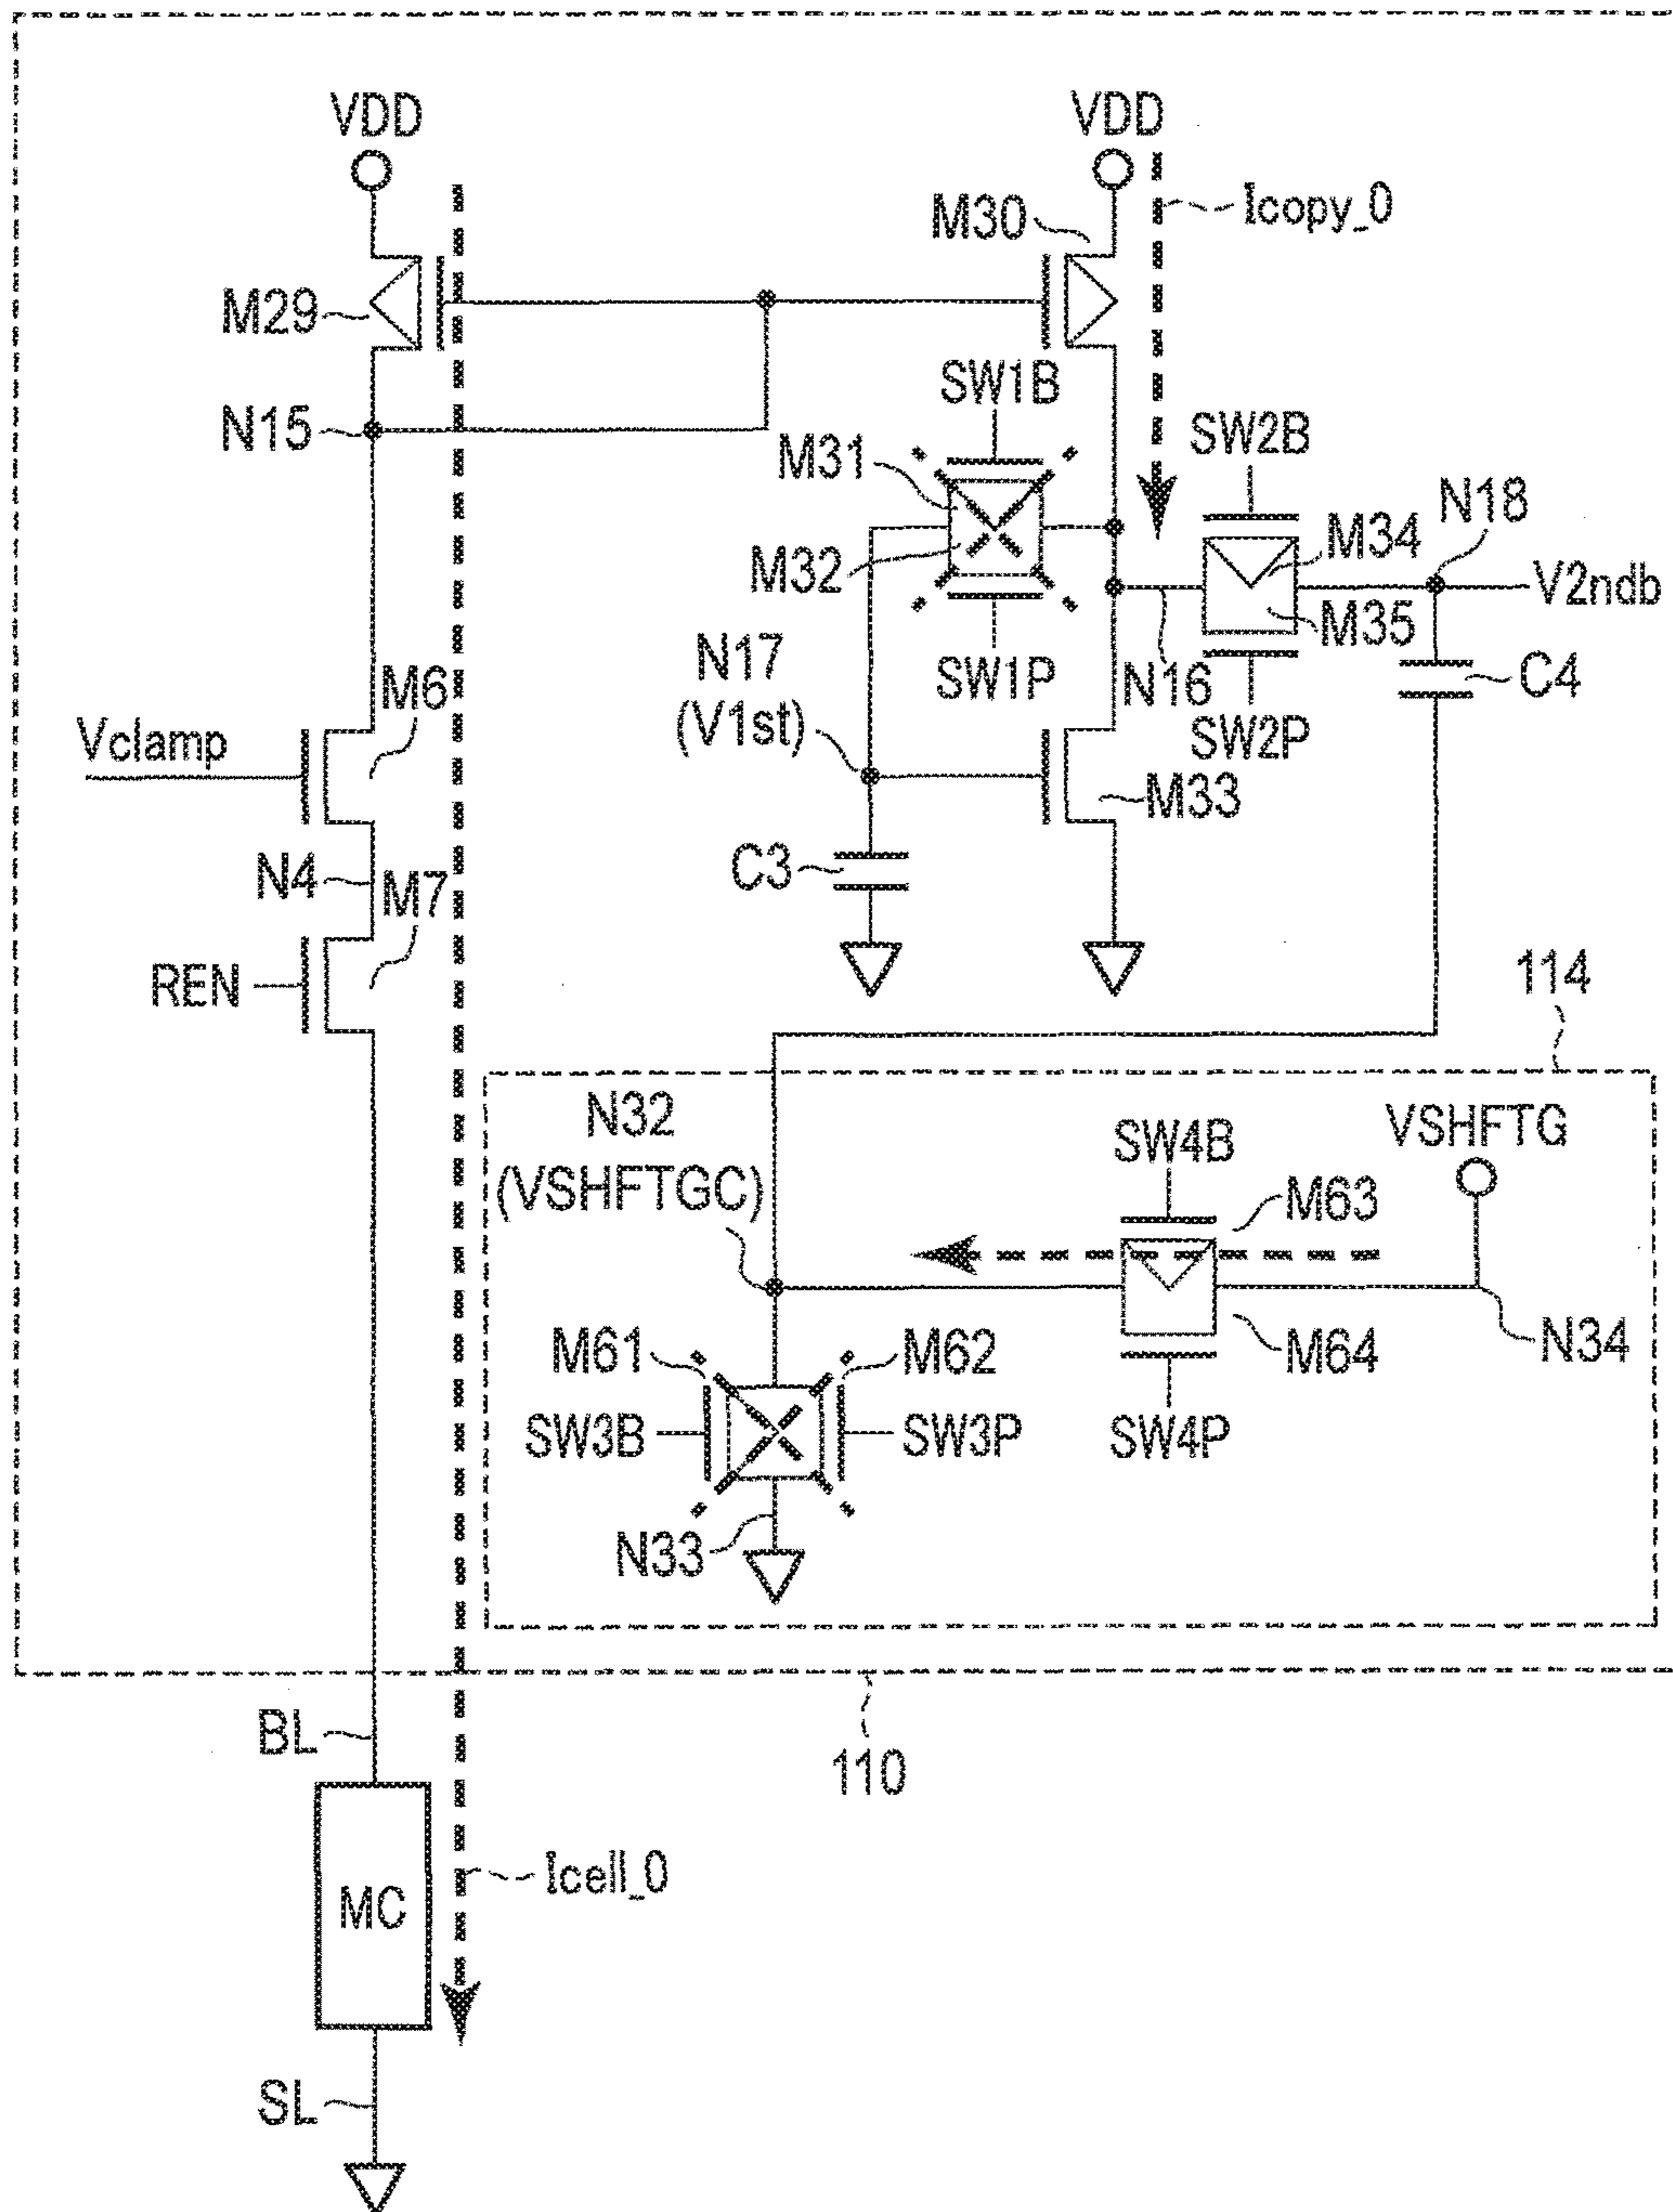 VDD
VDD
M30
Icopy_0
M29
SW1B
N15
M31
SW2B
N18
M32
M34
V2ndb
M35
N17
(V1st)
SW1P
N16
C4
M6
SW2P
Vclamp
M33
C3
N4
M7
REN
114
N32
(VSHFTGC)
SW4B
VSHFTG
M63
M61
M62
M64
N34
SW3B
SW3P
SW4P
N33
BL
110
MC
Icell_0
SL